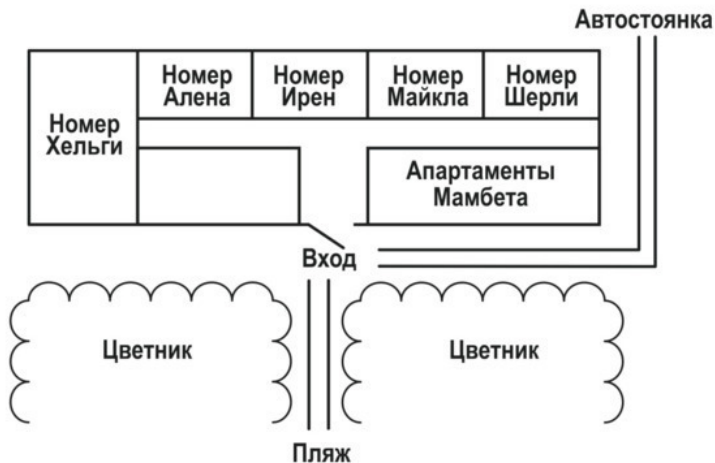 Автостоянка
Номер
Хельги
Номер
Алена
Номер
Ирен
Номер
Майкла
Номер
Шерли
Апартаменты
Мамбета
Вход
Цветник
Цветник
Пляж